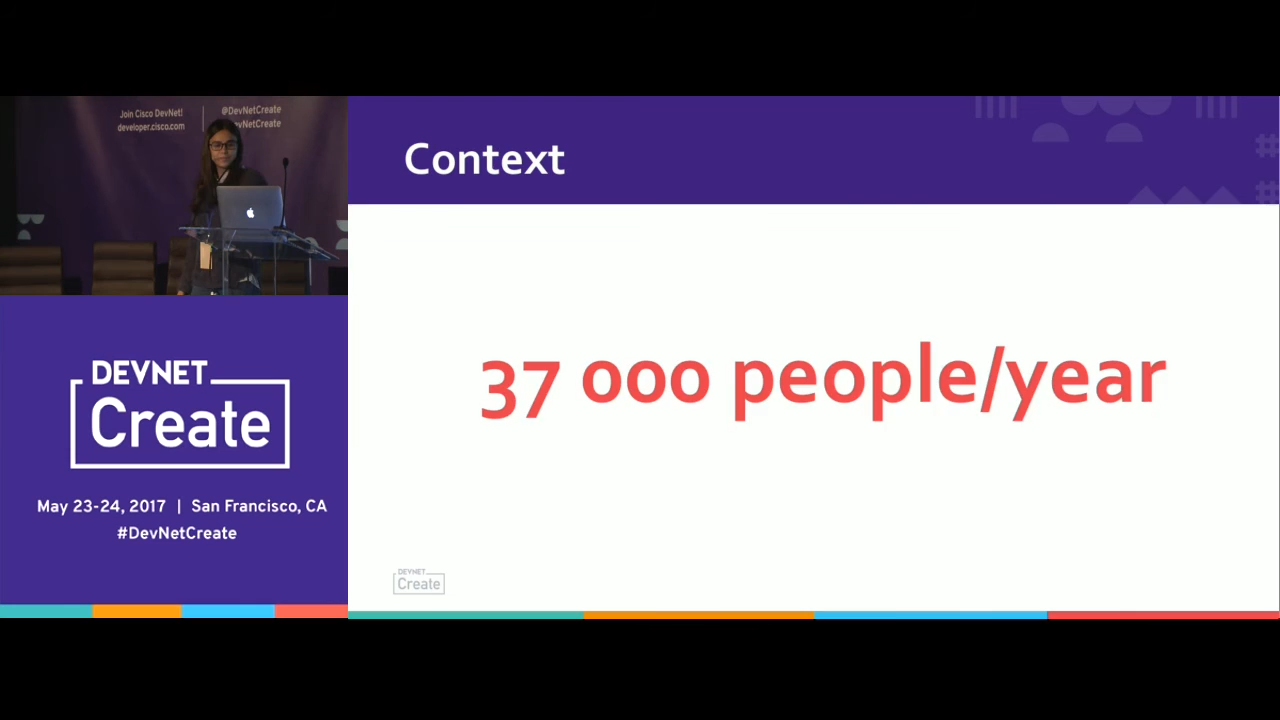 Join Cisco DevNet!
developer.cisco.com
@DevNetCreate
DevNetCreate
Context
37 000 people/year
DEVNET
Create
May 23-24, 2017 | San Francisco, CA
#DevNetCreate
DEVNET
Create